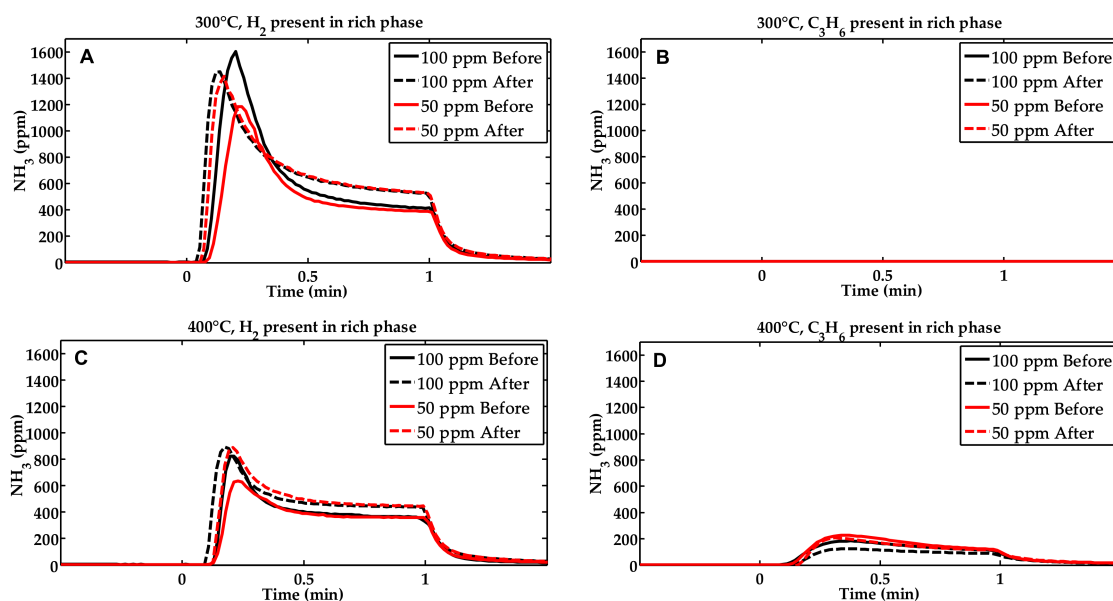 300°C, H2 present in rich phase
A
100 ppm Before
100 ppm After
50 ppm Before
50 ppm After
1600
1400
1200
1000
800
600
400
200
0
NH3 (ppm)
0 0.5 1
Time (min)
300°C, C3H6 present in rich phase
B
100 ppm Before
100 ppm After
50 ppm Before
50 ppm After
1600
1400
1200
1000
800
600
400
200
0
NH3 (ppm)
0 0.5 1
Time (min)
400°C, H2 present in rich phase
C
100 ppm Before
100 ppm After
50 ppm Before
50 ppm After
1600
1400
1200
1000
800
600
400
200
0
NH3 (ppm)
0 0.5 1
Time (min)
400°C, C3H6 present in rich phase
D
100 ppm Before
100 ppm After
50 ppm Before
50 ppm After
1600
1400
1200
1000
800
600
400
200
0
NH3 (ppm)
0 0.5 1
Time (min)